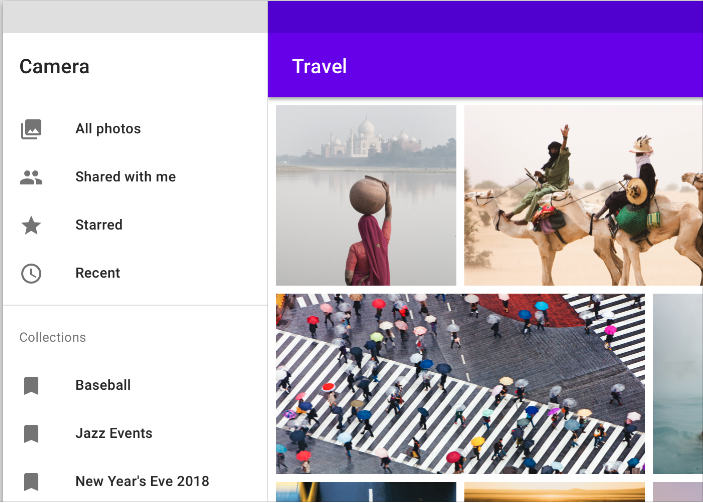 Camera
Travel
All photos
Shared with me
Starred
Recent
Collections
Baseball
Jazz Events
New Year's Eve 2018